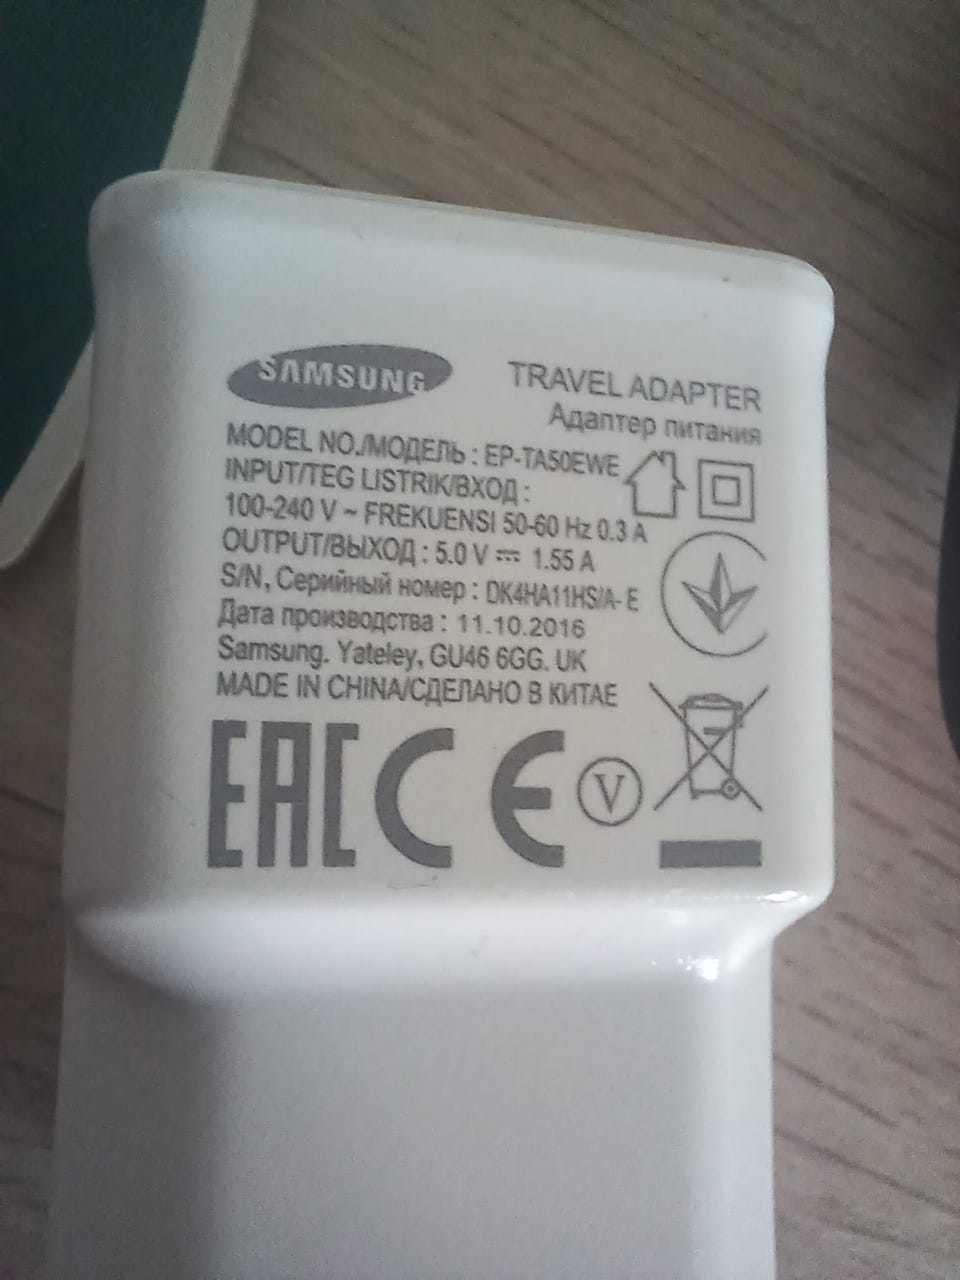 SAMSUNG
TRAVEL ADAPTER
Адаптер питания
MODEL NO./МОДЕЛЬ : EP-TA50EWE
INPUT/TEG LISTRIK/ВХОД :
100-240 V ~ FREKUENSI 50-60 Hz 0.3 A
OUTPUT/ВЫХОД : 5.0 V ⎓ 1.55 A
S/N, Серийный номер : DK4HA11HS/A- E
Дата производства : 11.10.2016
Samsung. Yateley, GU46 6GG. UK
MADE IN CHINA/СДЕЛАНО В КИТАЕ
EAC CE V